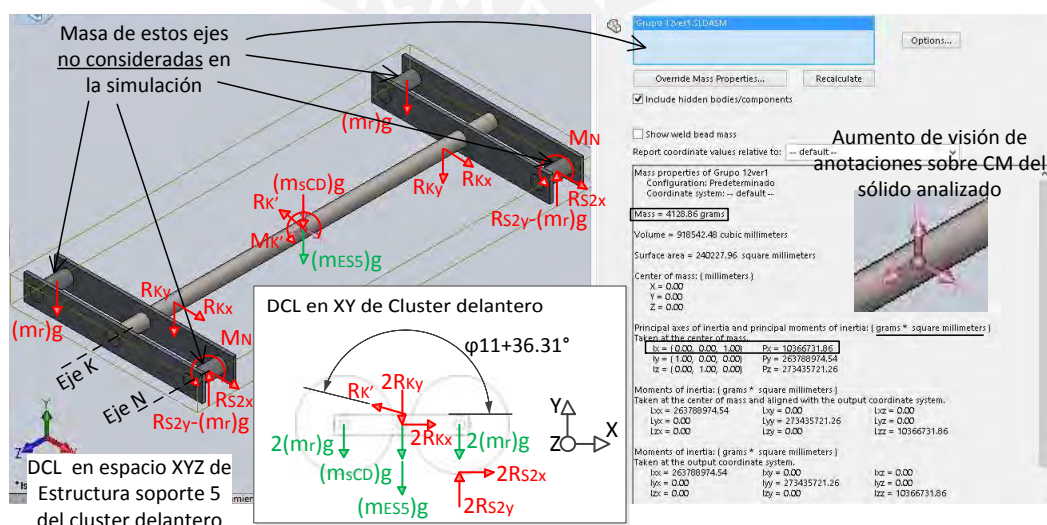 Masa de estos ejes
no consideradas en
la simulación
(mr)g
MN
RKy
RKx
RS2x
RS2y-(mr)g
(mSCD)g
RK'
MK'
(mES5)g
RKy
RKx
MN
(mr)g
RS2x
RS2y-(mr)g
Eje K
Eje N
Y
Z
DCL en espacio XYZ de
Estructura soporte 5
del cluster delantero
DCL en XY de Cluster delantero
φ11+36.31°
RK'
2RKy
2RKx
2(mr)g
2(mr)g
(mSCD)g
(mES5)g
2RS2x
2RS2y
Y
Z
X
Grupo 12ver1.SLDASM
Options...
Override Mass Properties...
Recalculate
Include hidden bodies/components
Show weld bead mass
Report coordinate values relative to: -- default --
Aumento de visión de
anotaciones sobre CM del
sólido analizado
Mass properties of Grupo 12ver1
Configuration: Predeterminado
Coordinate system: -- default --
Mass = 4128.86 grams
Volume = 918542.48 cubic millimeters
Surface area = 240227.96 square millimeters
Center of mass: ( millimeters )
X = 0.00
Y = 0.00
Z = 0.00
Principal axes of inertia and principal moments of inertia: ( grams * square millimeters )
Taken at the center of mass.
Ix = ( 0.00, 0.00, 1.00) Px = 10366731.86
Iy = ( 1.00, 0.00, 0.00) Py = 263788974.54
Iz = ( 0.00, 1.00, 0.00) Pz = 273435721.26
Moments of inertia: ( grams * square millimeters )
Taken at the center of mass and aligned with the output coordinate system.
Lxx = 263788974.54 Lxy = 0.00 Lxz = 0.00
Lyx = 0.00 Lyy = 273435721.26 Lyz = 0.00
Lzx = 0.00 Lzy = 0.00 Lzz = 10366731.86
Moments of inertia: ( grams * square millimeters )
Taken at the output coordinate system.
Ixx = 263788974.54 Ixy = 0.00 Ixz = 0.00
Iyx = 0.00 Iyy = 273435721.26 Iyz = 0.00
Izx = 0.00 Izy = 0.00 Izz = 10366731.86